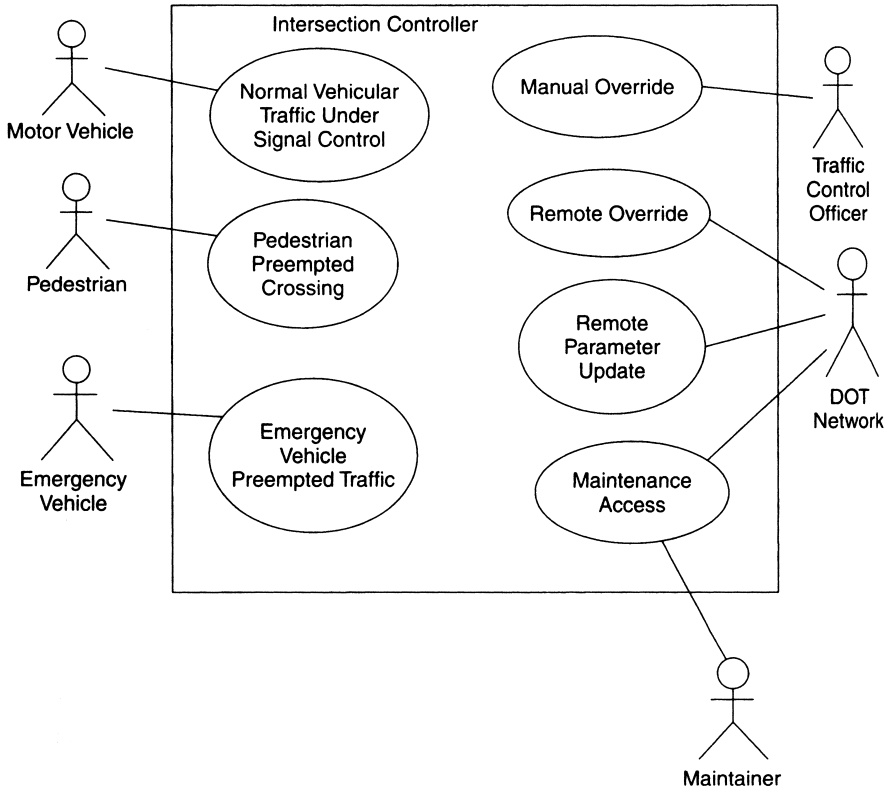 Intersection Controller
Motor Vehicle
Normal Vehicular
Traffic Under
Signal Control
Manual Override
Traffic
Control
Officer
Pedestrian
Pedestrian
Preempted
Crossing
Remote Override
Remote
Parameter
Update
DOT
Network
Emergency
Vehicle
Emergency
Vehicle
Preempted Traffic
Maintenance
Access
Maintainer